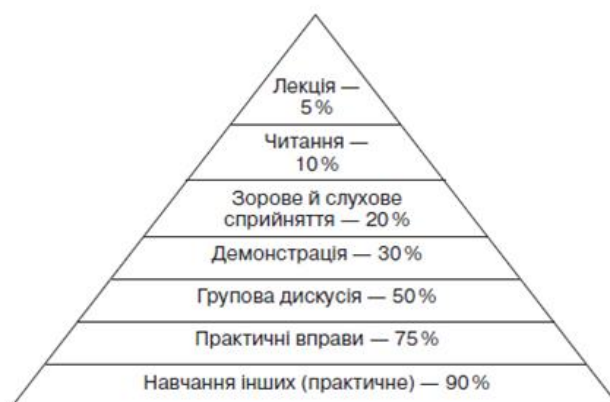 Лекція —
5 %
Читання —
10 %
Зорове й слухове
сприйняття — 20 %
Демонстрація — 30 %
Групова дискусія — 50 %
Практичні вправи — 75 %
Навчання інших (практичне) — 90 %